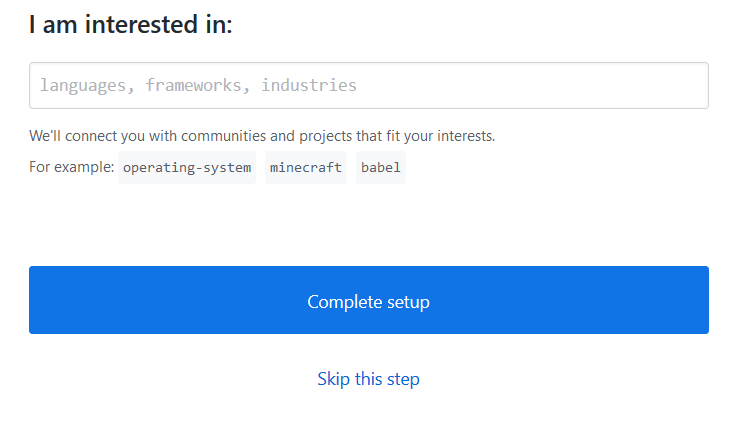 I am interested in:
languages, frameworks, industries
We'll connect you with communities and projects that fit your interests.
For example: operating-system minecraft babel
Complete setup
Skip this step